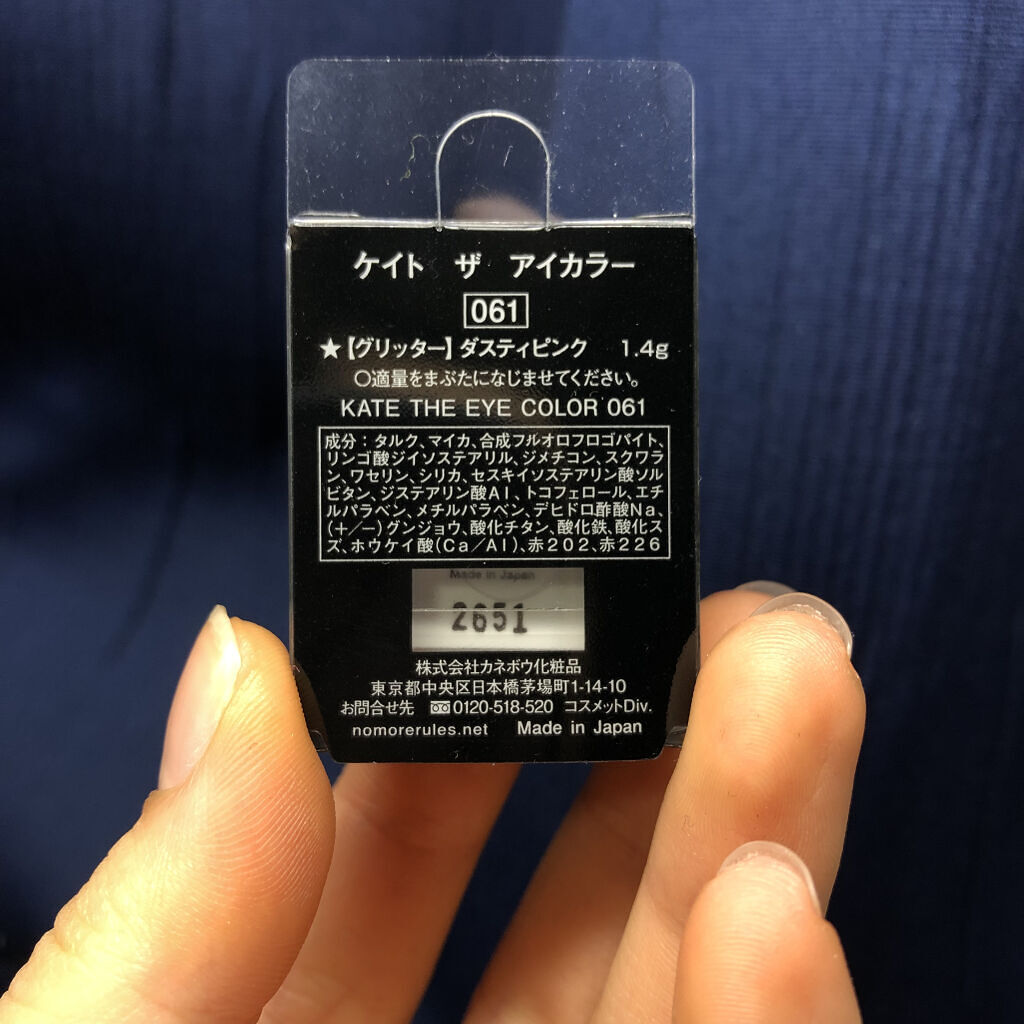 ケイト ザ アイカラー
061
★【グリッター】ダスティピンク 1.4g
○適量をまぶたになじませてください。
KATE THE EYE COLOR 061
成分：タルク、マイカ、合成フルオロフロゴパイト、
リンゴ酸ジイソステアリル、ジメチコン、スクワラ
ン、ワセリン、シリカ、セスキイソステアリン酸ソル
ビタン、ジステアリン酸Al、トコフェロール、エチ
ルパラベン、メチルパラベン、デヒドロ酢酸Na、
(+/−)グンジョウ、酸化チタン、酸化鉄、酸化ス
ズ、ホウケイ酸(Ca/Al)、赤202、赤226
Made in Japan
2651
株式会社カネボウ化粧品
東京都中央区日本橋茅場町1-14-10
お問合せ先 0120-518-520 コスメットDiv.
nomorerules.net Made in Japan